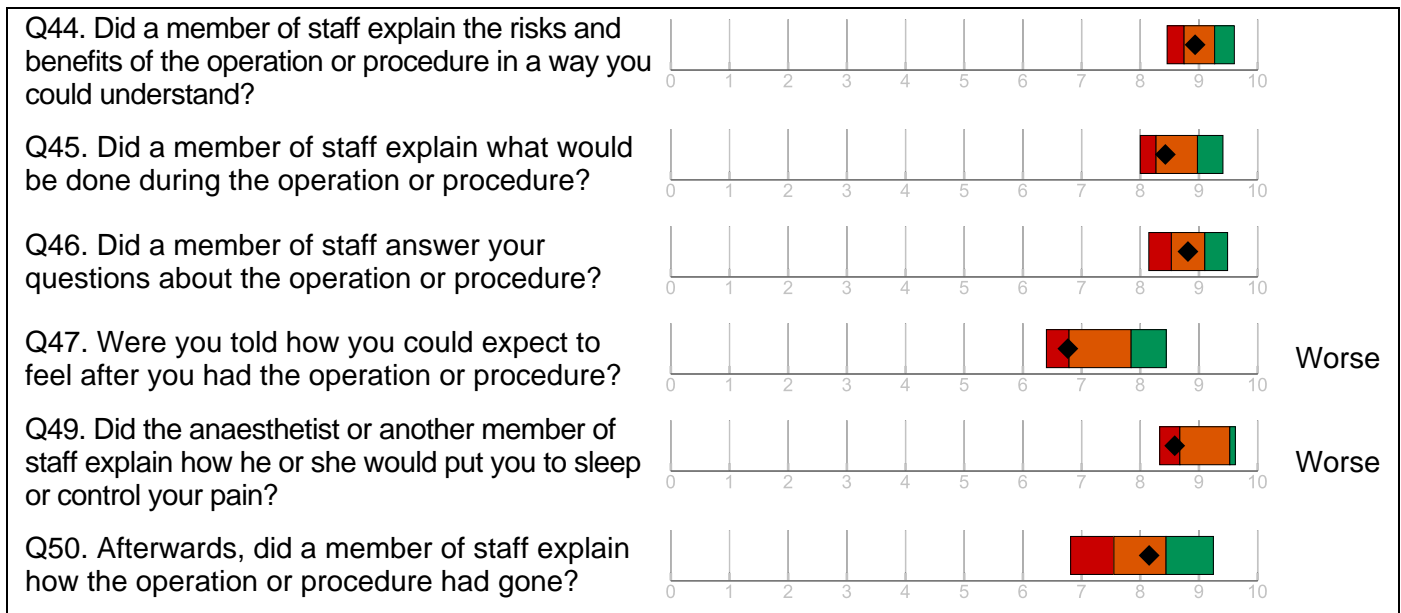 Q44. Did a member of staff explain the risks and
benefits of the operation or procedure in a way you
could understand?
0 1 2 3 4 5 6 7 8 9 10
Q45. Did a member of staff explain what would
be done during the operation or procedure?
0 1 2 3 4 5 6 7 8 9 10
Q46. Did a member of staff answer your
questions about the operation or procedure?
0 1 2 3 4 5 6 7 8 9 10
Q47. Were you told how you could expect to
feel after you had the operation or procedure?
0 1 2 3 4 5 6 7 8 9 10
Worse
Q49. Did the anaesthetist or another member of
staff explain how he or she would put you to sleep
or control your pain?
0 1 2 3 4 5 6 7 8 9 10
Worse
Q50. Afterwards, did a member of staff explain
how the operation or procedure had gone?
0 1 2 3 4 5 6 7 8 9 10